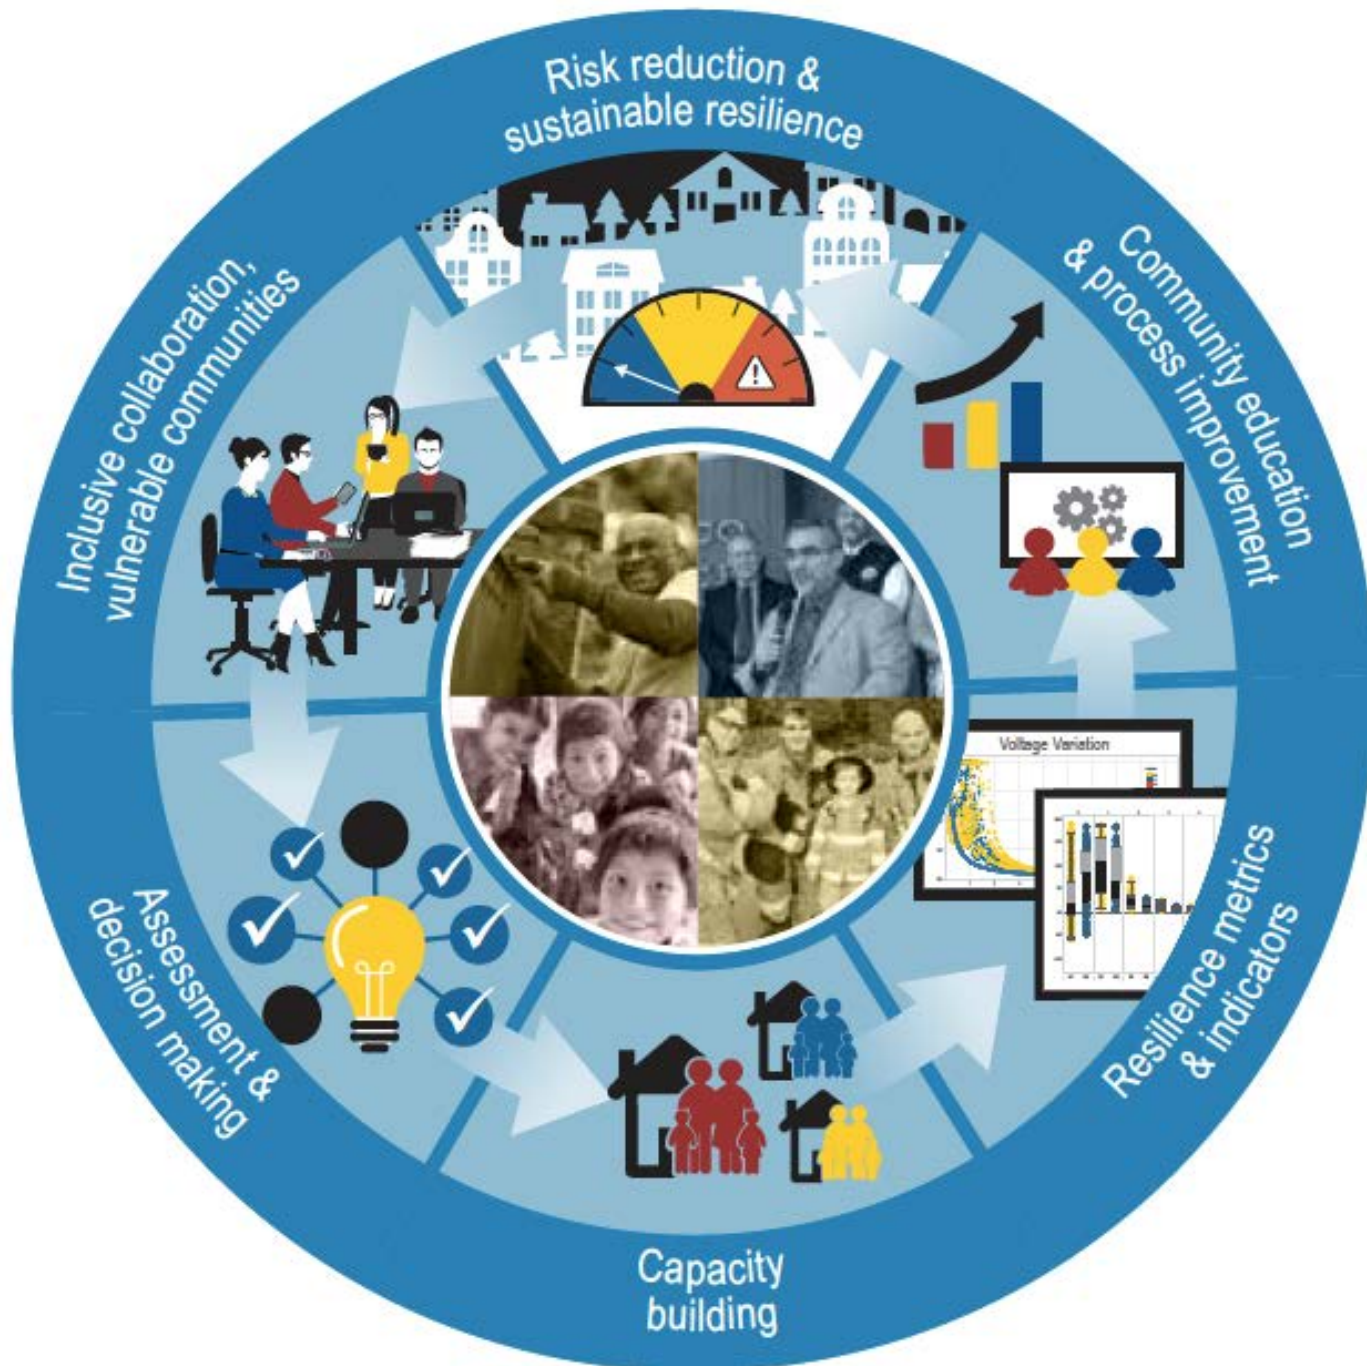 Risk reduction &
sustainable resilience
Community education
& process improvement
Inclusive collaboration,
vulnerable communities
Voltage Variation
Resilience metrics
& indicators
Assessment &
decision making
Capacity
building